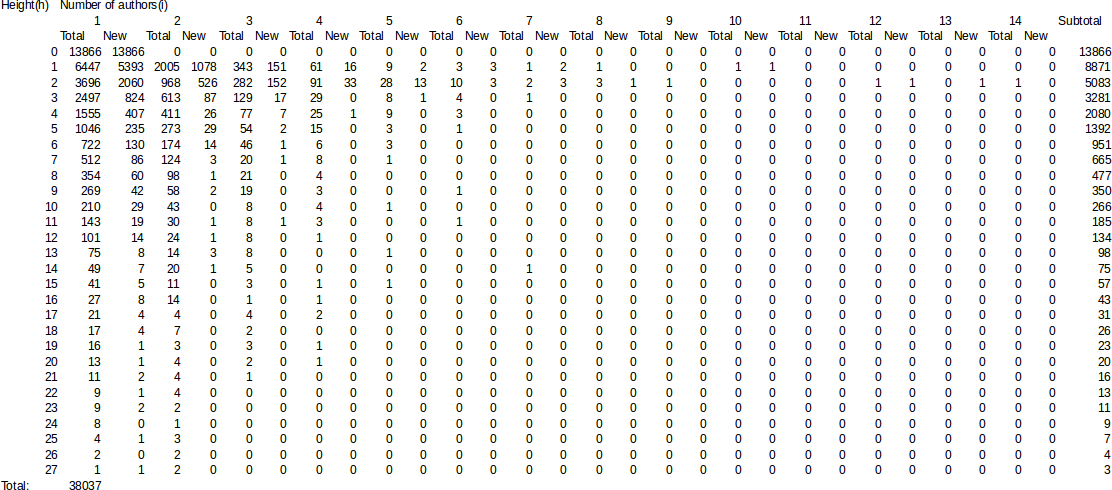 Height(h) Number of authors(i)
1 2 3 4 5 6 7 8 9 10 11 12 13 14 Subtotal
Total New Total New Total New Total New Total New Total New Total New Total New Total New Total New Total New Total New Total New Total New
0 13866 13866 0 0 0 0 0 0 0 0 0 0 0 0 0 0 0 0 0 0 0 0 0 0 0 0 0 0 13866
1 6447 5393 2005 1078 343 151 61 16 9 2 3 3 1 2 1 0 0 0 1 1 0 0 0 0 0 0 0 0 8871
2 3696 2060 968 526 282 152 91 33 28 13 10 3 2 3 3 1 1 0 0 0 0 0 1 1 0 1 1 0 5083
3 2497 824 613 87 129 17 29 0 8 1 4 0 1 0 0 0 0 0 0 0 0 0 0 0 0 0 0 0 3281
4 1555 407 411 26 77 7 25 1 9 0 3 0 0 0 0 0 0 0 0 0 0 0 0 0 0 0 0 0 2080
5 1046 235 273 29 54 2 15 0 3 0 1 0 0 0 0 0 0 0 0 0 0 0 0 0 0 0 0 0 1392
6 722 130 174 14 46 1 6 0 3 0 0 0 0 0 0 0 0 0 0 0 0 0 0 0 0 0 0 0 951
7 512 86 124 3 20 1 8 0 1 0 0 0 0 0 0 0 0 0 0 0 0 0 0 0 0 0 0 0 665
8 354 60 98 1 21 0 4 0 0 0 0 0 0 0 0 0 0 0 0 0 0 0 0 0 0 0 0 0 477
9 269 42 58 2 19 0 3 0 0 0 1 0 0 0 0 0 0 0 0 0 0 0 0 0 0 0 0 0 350
10 210 29 43 0 8 0 4 0 1 0 0 0 0 0 0 0 0 0 0 0 0 0 0 0 0 0 0 0 266
11 143 19 30 1 8 1 3 0 0 0 1 0 0 0 0 0 0 0 0 0 0 0 0 0 0 0 0 0 185
12 101 14 24 1 8 0 1 0 0 0 0 0 0 0 0 0 0 0 0 0 0 0 0 0 0 0 0 0 134
13 75 8 14 3 8 0 0 0 1 0 0 0 0 0 0 0 0 0 0 0 0 0 0 0 0 0 0 0 98
14 49 7 20 1 5 0 0 0 0 0 0 0 1 0 0 0 0 0 0 0 0 0 0 0 0 0 0 0 75
15 41 5 11 0 3 0 1 0 1 0 0 0 0 0 0 0 0 0 0 0 0 0 0 0 0 0 0 0 57
16 27 8 14 0 1 0 1 0 0 0 0 0 0 0 0 0 0 0 0 0 0 0 0 0 0 0 0 0 43
17 21 4 4 0 4 0 2 0 0 0 0 0 0 0 0 0 0 0 0 0 0 0 0 0 0 0 0 0 31
18 17 4 7 0 2 0 0 0 0 0 0 0 0 0 0 0 0 0 0 0 0 0 0 0 0 0 0 0 26
19 16 1 3 0 3 0 1 0 0 0 0 0 0 0 0 0 0 0 0 0 0 0 0 0 0 0 0 0 23
20 13 1 4 0 2 0 1 0 0 0 0 0 0 0 0 0 0 0 0 0 0 0 0 0 0 0 0 0 20
21 11 2 4 0 1 0 0 0 0 0 0 0 0 0 0 0 0 0 0 0 0 0 0 0 0 0 0 0 16
22 9 1 4 0 0 0 0 0 0 0 0 0 0 0 0 0 0 0 0 0 0 0 0 0 0 0 0 0 13
23 9 2 2 0 0 0 0 0 0 0 0 0 0 0 0 0 0 0 0 0 0 0 0 0 0 0 0 0 11
24 8 0 1 0 0 0 0 0 0 0 0 0 0 0 0 0 0 0 0 0 0 0 0 0 0 0 0 0 9
25 4 1 3 0 0 0 0 0 0 0 0 0 0 0 0 0 0 0 0 0 0 0 0 0 0 0 0 0 7
26 2 0 2 0 0 0 0 0 0 0 0 0 0 0 0 0 0 0 0 0 0 0 0 0 0 0 0 0 4
27 1 1 2 0 0 0 0 0 0 0 0 0 0 0 0 0 0 0 0 0 0 0 0 0 0 0 0 0 3
Total: 38037